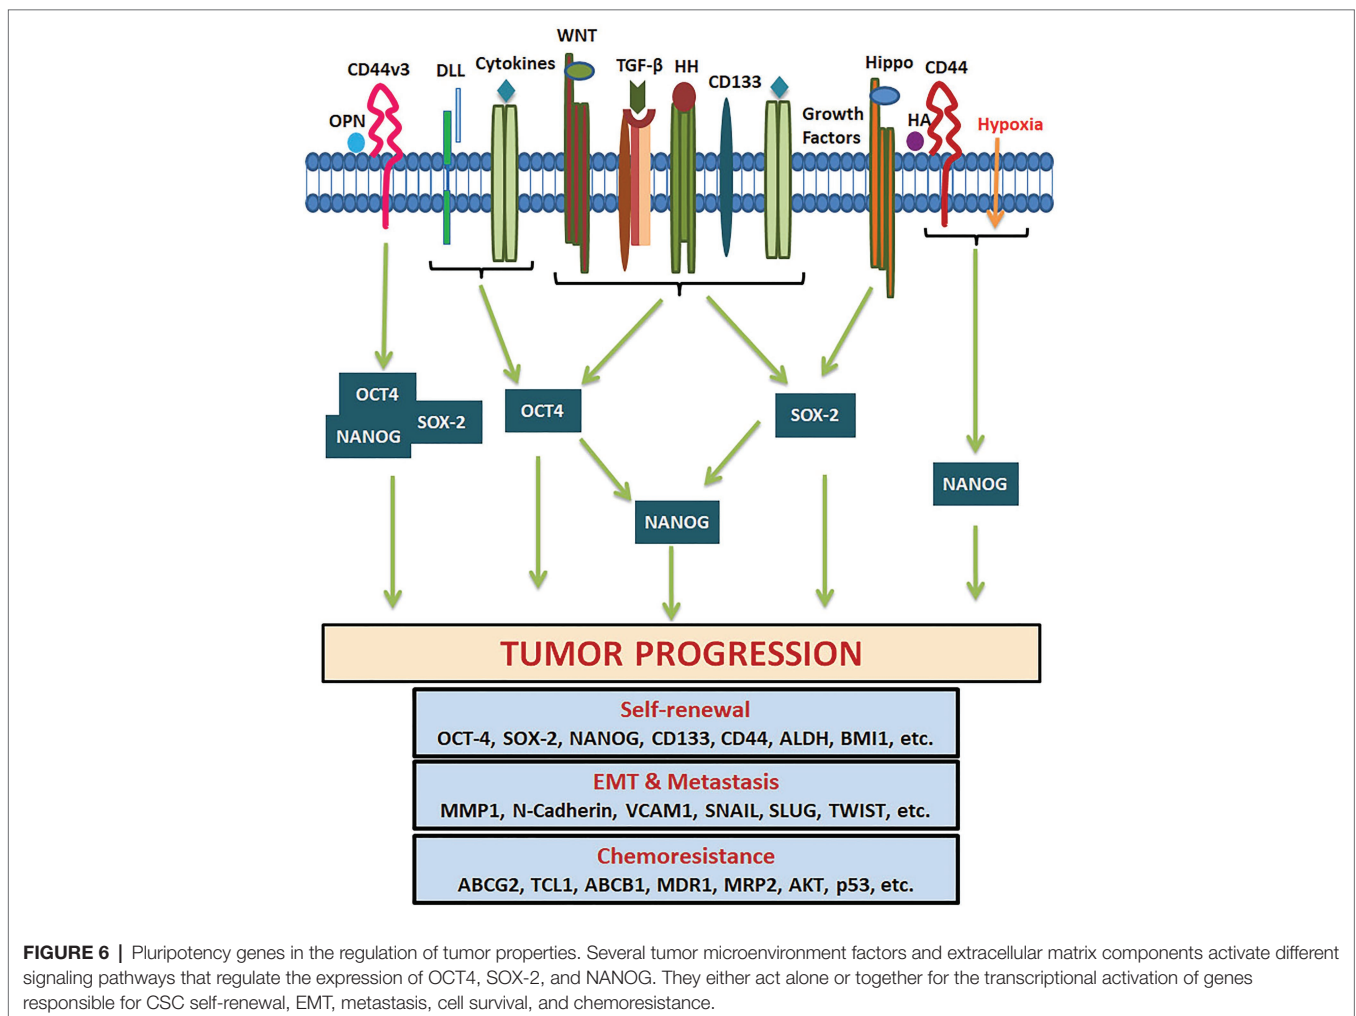 WNT
CD44v3
DLL
Cytokines
TGF-β
HH
CD133
Hippo
CD44
OPN
Growth
Factors
HA
Hypoxia
OCT4
SOX-2
NANOG
OCT4
SOX-2
NANOG
NANOG
TUMOR PROGRESSION
Self-renewal
OCT-4, SOX-2, NANOG, CD133, CD44, ALDH, BMI1, etc.
EMT & Metastasis
MMP1, N-Cadherin, VCAM1, SNAIL, SLUG, TWIST, etc.
Chemoresistance
ABCG2, TCL1, ABCB1, MDR1, MRP2, AKT, p53, etc.
FIGURE 6 | Pluripotency genes in the regulation of tumor properties. Several tumor microenvironment factors and extracellular matrix components activate different
signaling pathways that regulate the expression of OCT4, SOX-2, and NANOG. They either act alone or together for the transcriptional activation of genes
responsible for CSC self-renewal, EMT, metastasis, cell survival, and chemoresistance.